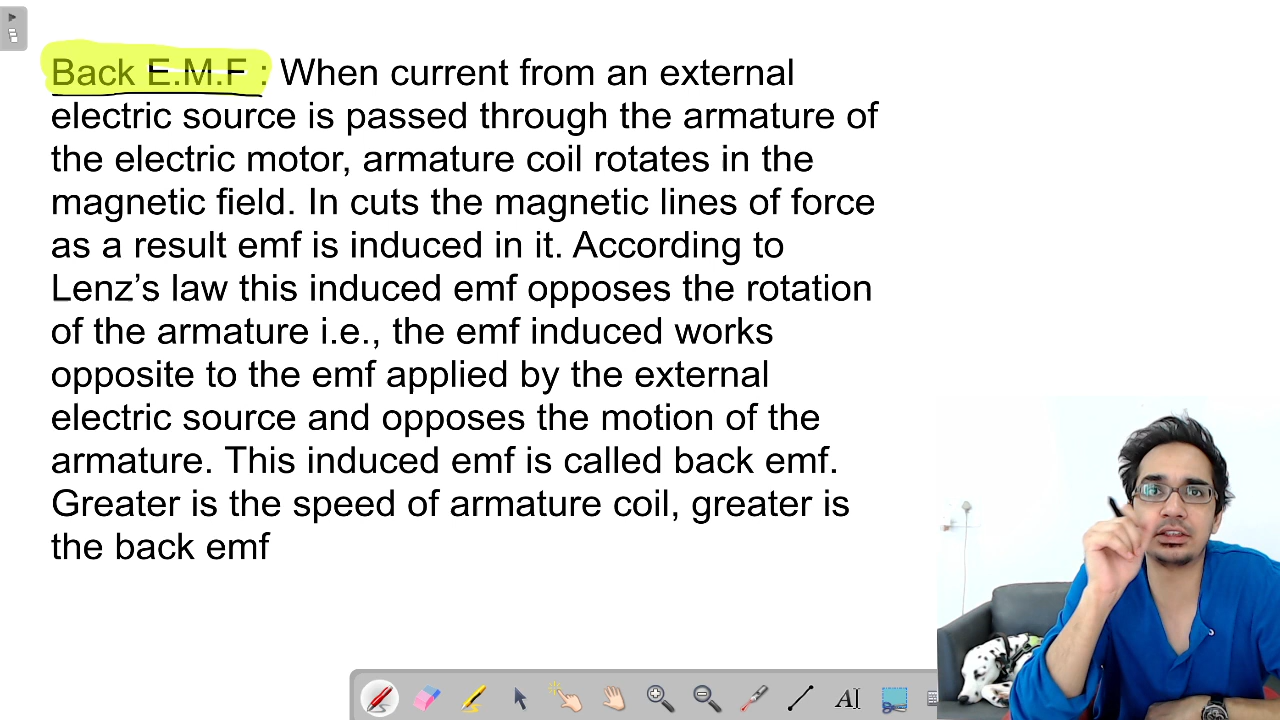 Back E.M.F : When current from an external
electric source is passed through the armature of
the electric motor, armature coil rotates in the
magnetic field. In cuts the magnetic lines of force
as a result emf is induced in it. According to
Lenz’s law this induced emf opposes the rotation
of the armature i.e., the emf induced works
opposite to the emf applied by the external
electric source and opposes the motion of the
armature. This induced emf is called back emf.
Greater is the speed of armature coil, greater is
the back emf
AI